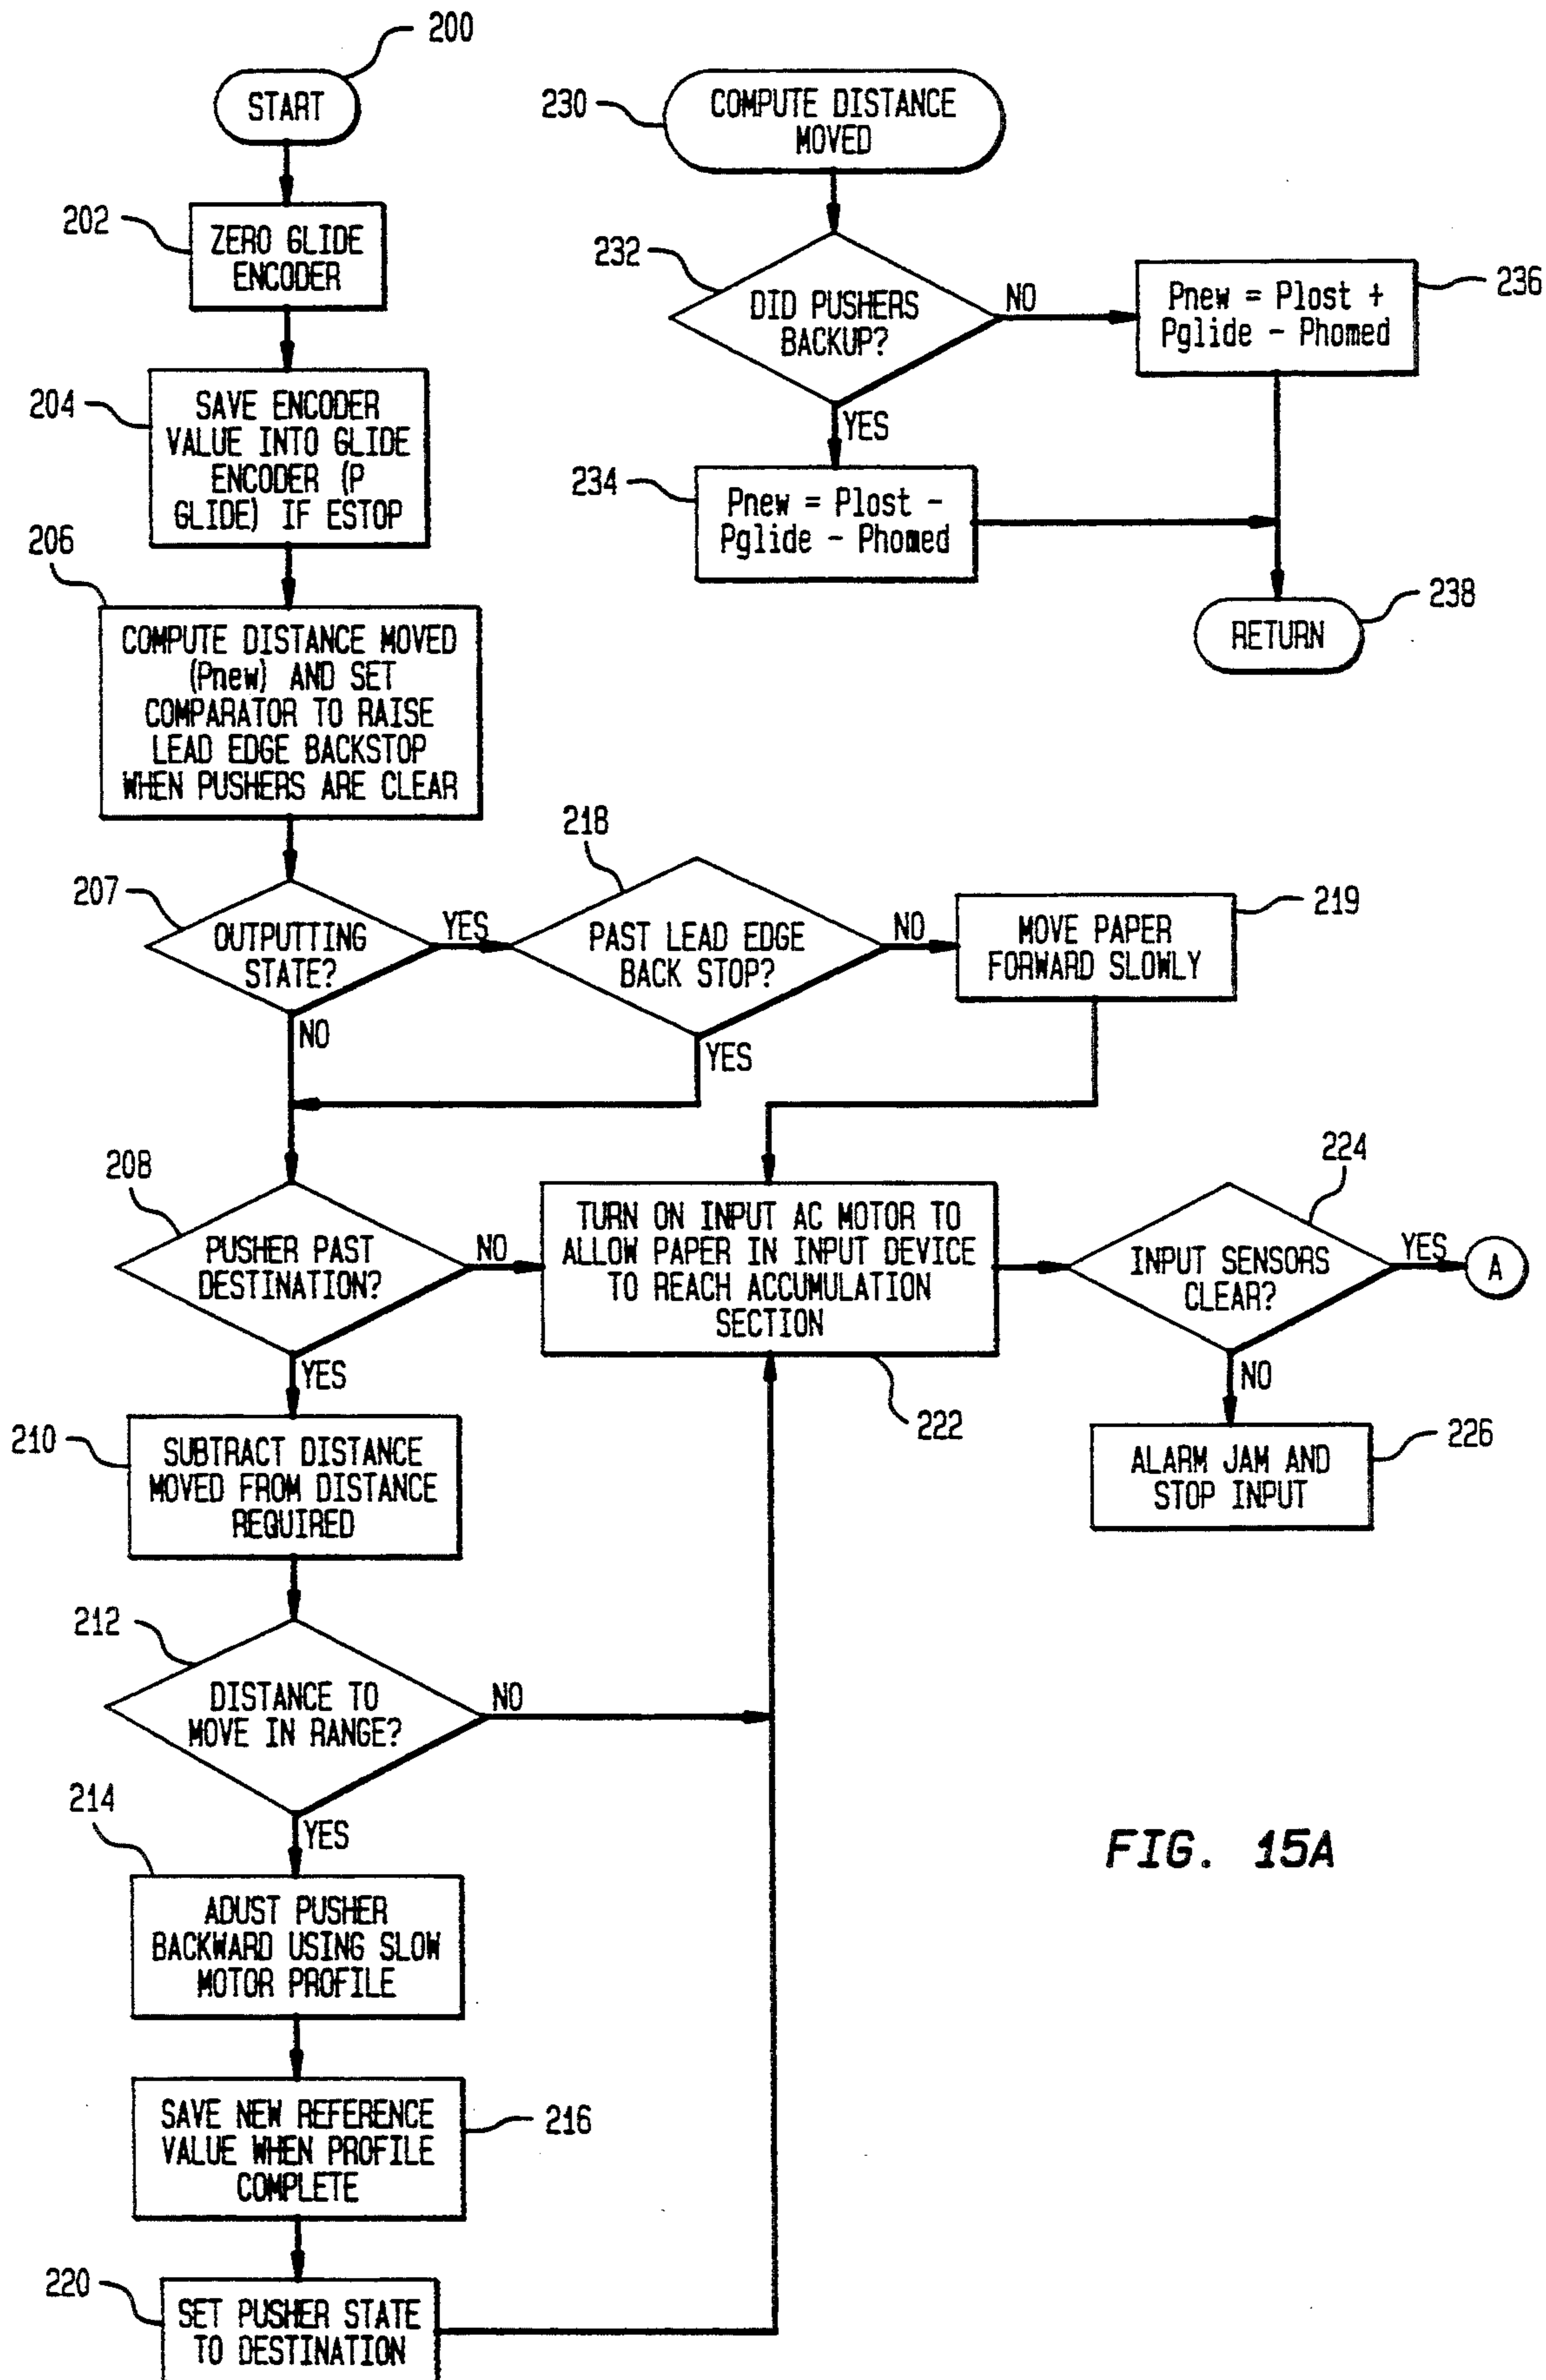 200
START
202
ZERO GLIDE
ENCODER
204
SAVE ENCODER
VALUE INTO GLIDE
ENCODER (P
GLIDE) IF ESTOP
206
COMPUTE DISTANCE MOVED
(Pnew) AND SET
COMPARATOR TO RAISE
LEAD EDGE BACKSTOP
WHEN PUSHERS ARE CLEAR
207
OUTPUTTING
STATE?
YES
NO
218
PAST LEAD EDGE
BACK STOP?
NO
YES
219
MOVE PAPER
FORWARD SLOWLY
208
PUSHER PAST
DESTINATION?
NO
YES
TURN ON INPUT AC MOTOR TO
ALLOW PAPER IN INPUT DEVICE
TO REACH ACCUMULATION
SECTION
222
224
INPUT SENSORS
CLEAR?
YES
A
NO
ALARM JAM AND
STOP INPUT
226
210
SUBTRACT DISTANCE
MOVED FROM DISTANCE
REQUIRED
212
DISTANCE TO
MOVE IN RANGE?
NO
YES
214
ADUST PUSHER
BACKWARD USING SLOW
MOTOR PROFILE
SAVE NEW REFERENCE
VALUE WHEN PROFILE
COMPLETE
216
220
SET PUSHER STATE
TO DESTINATION
230
COMPUTE DISTANCE
MOVED
232
DID PUSHERS
BACKUP?
NO
YES
236
Pnew = Plost +
Pglide - Phomed
234
Pnew = Plost -
Pglide - Phomed
238
RETURN
FIG. 15A